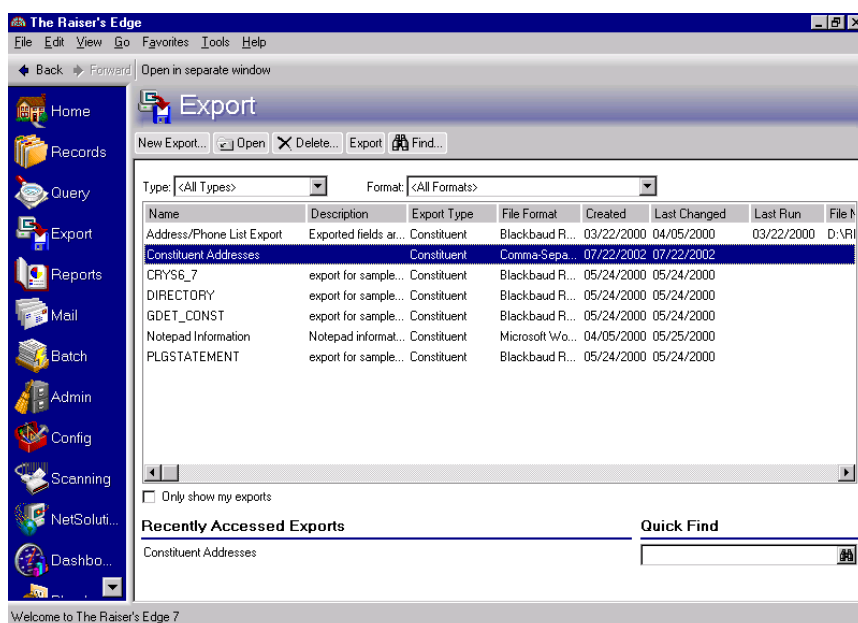 The Raiser's Edge
File Edit View Go Favorites Tools Help
Back Forward Open in separate window
Export
New Export... Open Delete... Export Find...
Home
Records
Query
Export
Reports
Mail
Batch
Admin
Config
Scanning
NetSoluti...
Dashbo...
Type: <All Types> Format: <All Formats>
Name Description Export Type File Format Created Last Changed Last Run File N
Address/Phone List Export Exported fields ar... Constituent Blackbaud R... 03/22/2000 04/05/2000 03/22/2000 D:\RI
Constituent Addresses Constituent Comma-Sepa... 07/22/2002 07/22/2002
CRYS6_7 export for sample... Constituent Blackbaud R... 05/24/2000 05/24/2000
DIRECTORY export for sample... Constituent Blackbaud R... 05/24/2000 05/24/2000
GDET_CONST export for sample... Constituent Blackbaud R... 05/24/2000 05/24/2000
Notepad Information Notepad informat... Constituent Microsoft Wo... 04/05/2000 05/25/2000
PLGSTATEMENT export for sample... Constituent Blackbaud R... 05/24/2000 05/24/2000
Only show my exports
Recently Accessed Exports Quick Find
Constituent Addresses
Welcome to The Raiser's Edge 7